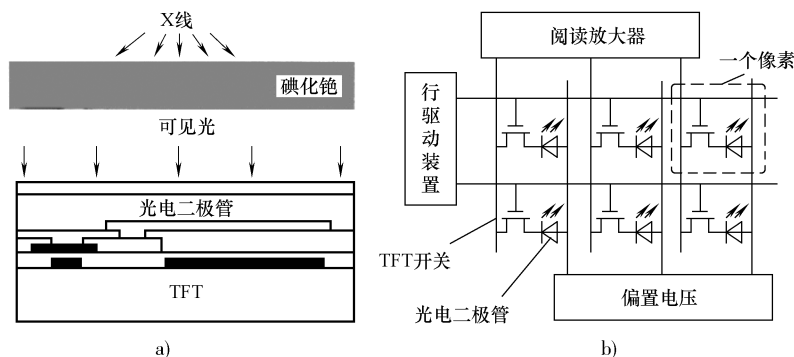 X线
碘化铯
可见光
光电二极管
TFT
a)
阅读放大器
一个像素
行驱动装置
TFT开关
光电二极管
偏置电压
b)